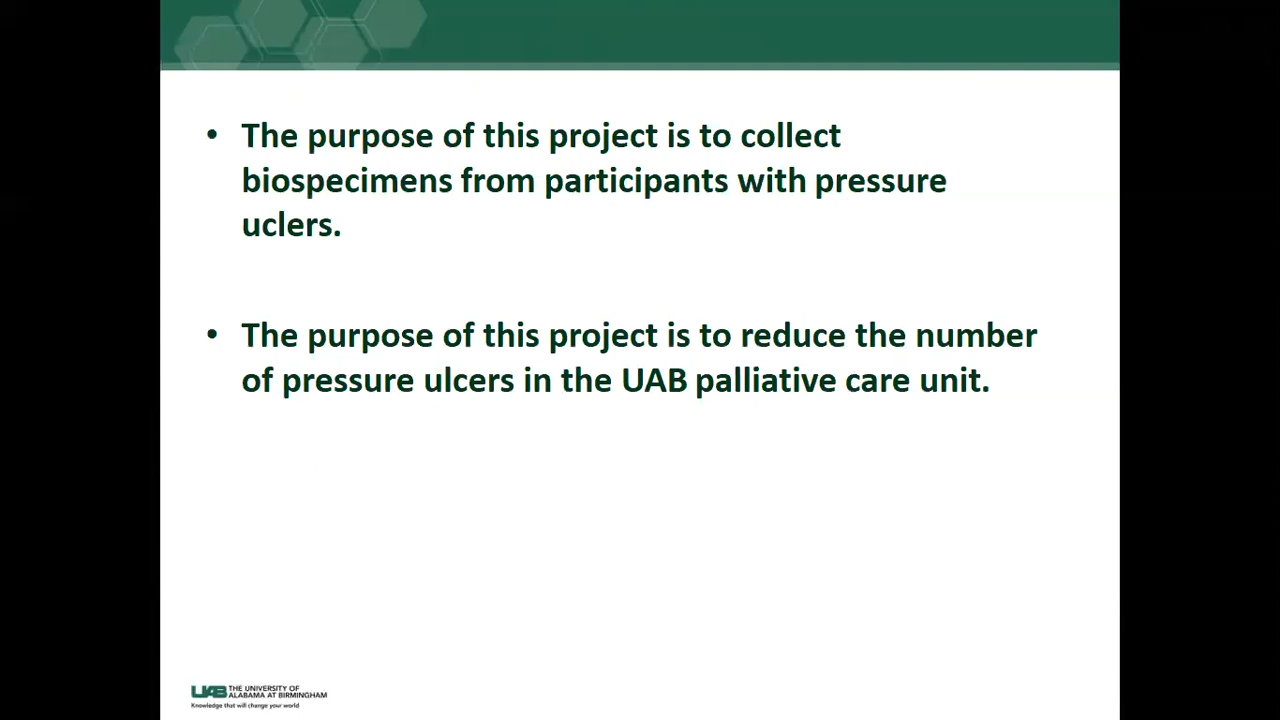 • The purpose of this project is to collect
biospecimens from participants with pressure
uclers.
• The purpose of this project is to reduce the number
of pressure ulcers in the UAB palliative care unit.
UAB THE UNIVERSITY OF
ALABAMA AT BIRMINGHAM
Knowledge that will change your world